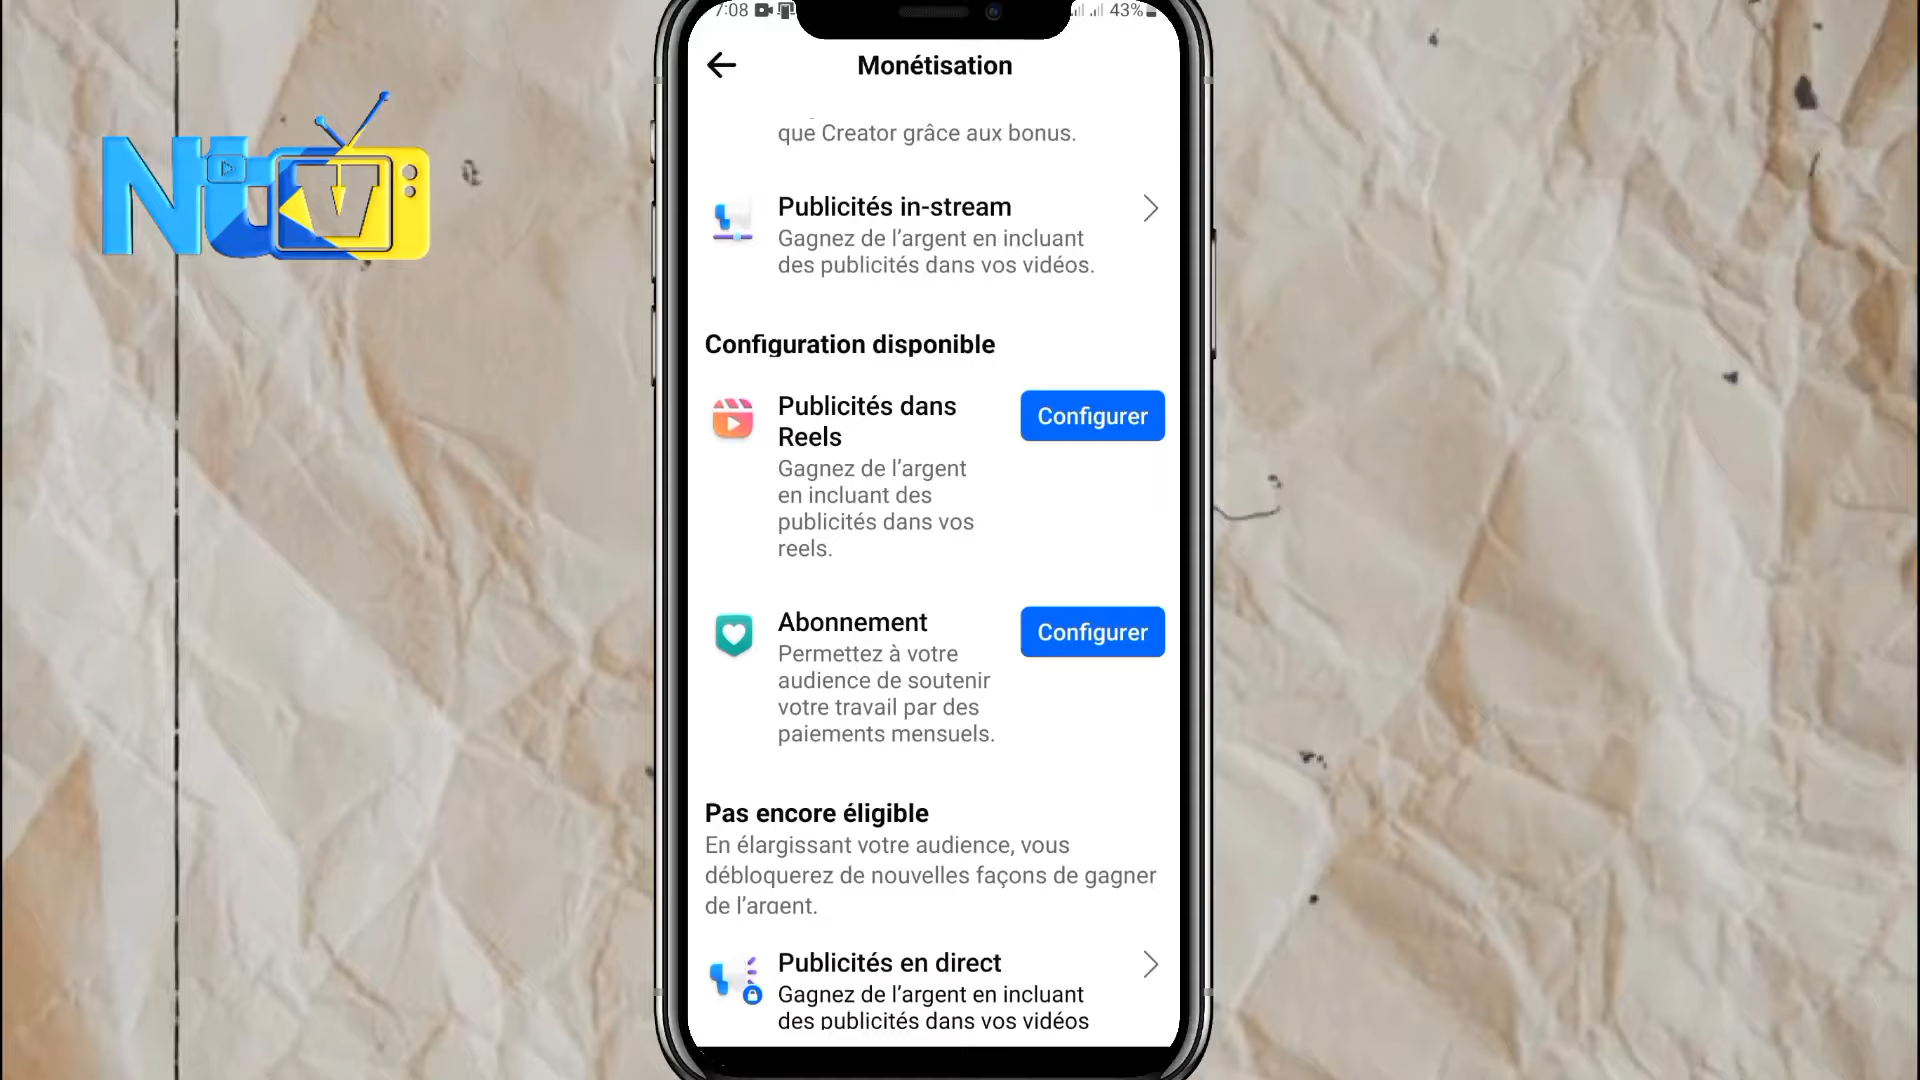 7:08
43%
Monétisation
que Creator grâce aux bonus.
NUTV
Publicités in-stream
Gagnez de l’argent en incluant
des publicités dans vos vidéos.
Configuration disponible
Publicités dans
Reels
Configurer
Gagnez de l’argent
en incluant des
publicités dans vos
reels.
Abonnement
Configurer
Permettez à votre
audience de soutenir
votre travail par des
paiements mensuels.
Pas encore éligible
En élargissant votre audience, vous
débloquerez de nouvelles façons de gagner
de l’argent.
Publicités en direct
Gagnez de l’argent en incluant
des publicités dans vos vidéos